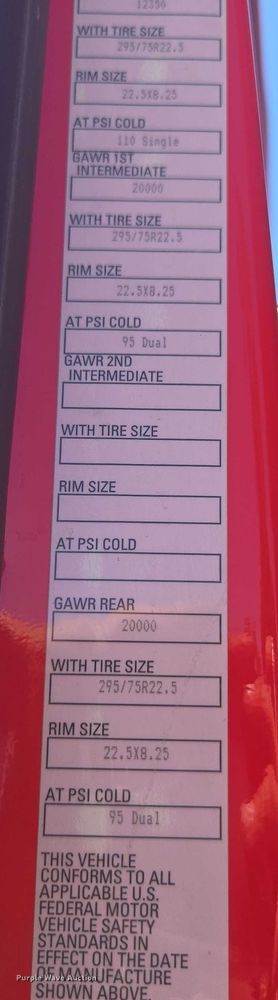 12350
WITH TIRE SIZE
295/75R22.5
RIM SIZE
22.5X8.25
AT PSI COLD
110 Single
GAWR 1ST
INTERMEDIATE
20000
WITH TIRE SIZE
295/75R22.5
RIM SIZE
22.5X8.25
AT PSI COLD
95 Dual
GAWR 2ND
INTERMEDIATE
WITH TIRE SIZE
RIM SIZE
AT PSI COLD
GAWR REAR
20000
WITH TIRE SIZE
295/75R22.5
RIM SIZE
22.5X8.25
AT PSI COLD
95 Dual
THIS VEHICLE
CONFORMS TO ALL
APPLICABLE U.S.
FEDERAL MOTOR
VEHICLE SAFETY
STANDARDS IN
EFFECT ON THE DATE
Purple Wave Auction
SHOWN ABOVE.